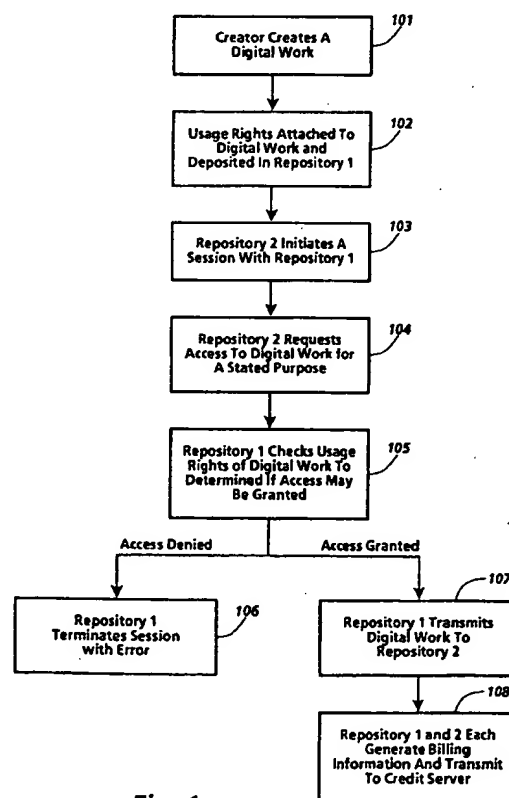 101
Creator Creates A
Digital Work
102
Usage Rights Attached To
Digital Work and
Deposited In Repository 1
103
Repository 2 Initiates A
Session With Repository 1
104
Repository 2 Requests
Access To Digital Work for
A Stated Purpose
105
Repository 1 Checks Usage
Rights of Digital Work To
Determined If Access May
Be Granted
Access Denied
Access Granted
106
Repository 1
Terminates Session
with Error
107
Repository 1 Transmits
Digital Work To
Repository 2
108
Repository 1 and 2 Each
Generate Billing
Information And Transmit
To Credit Server